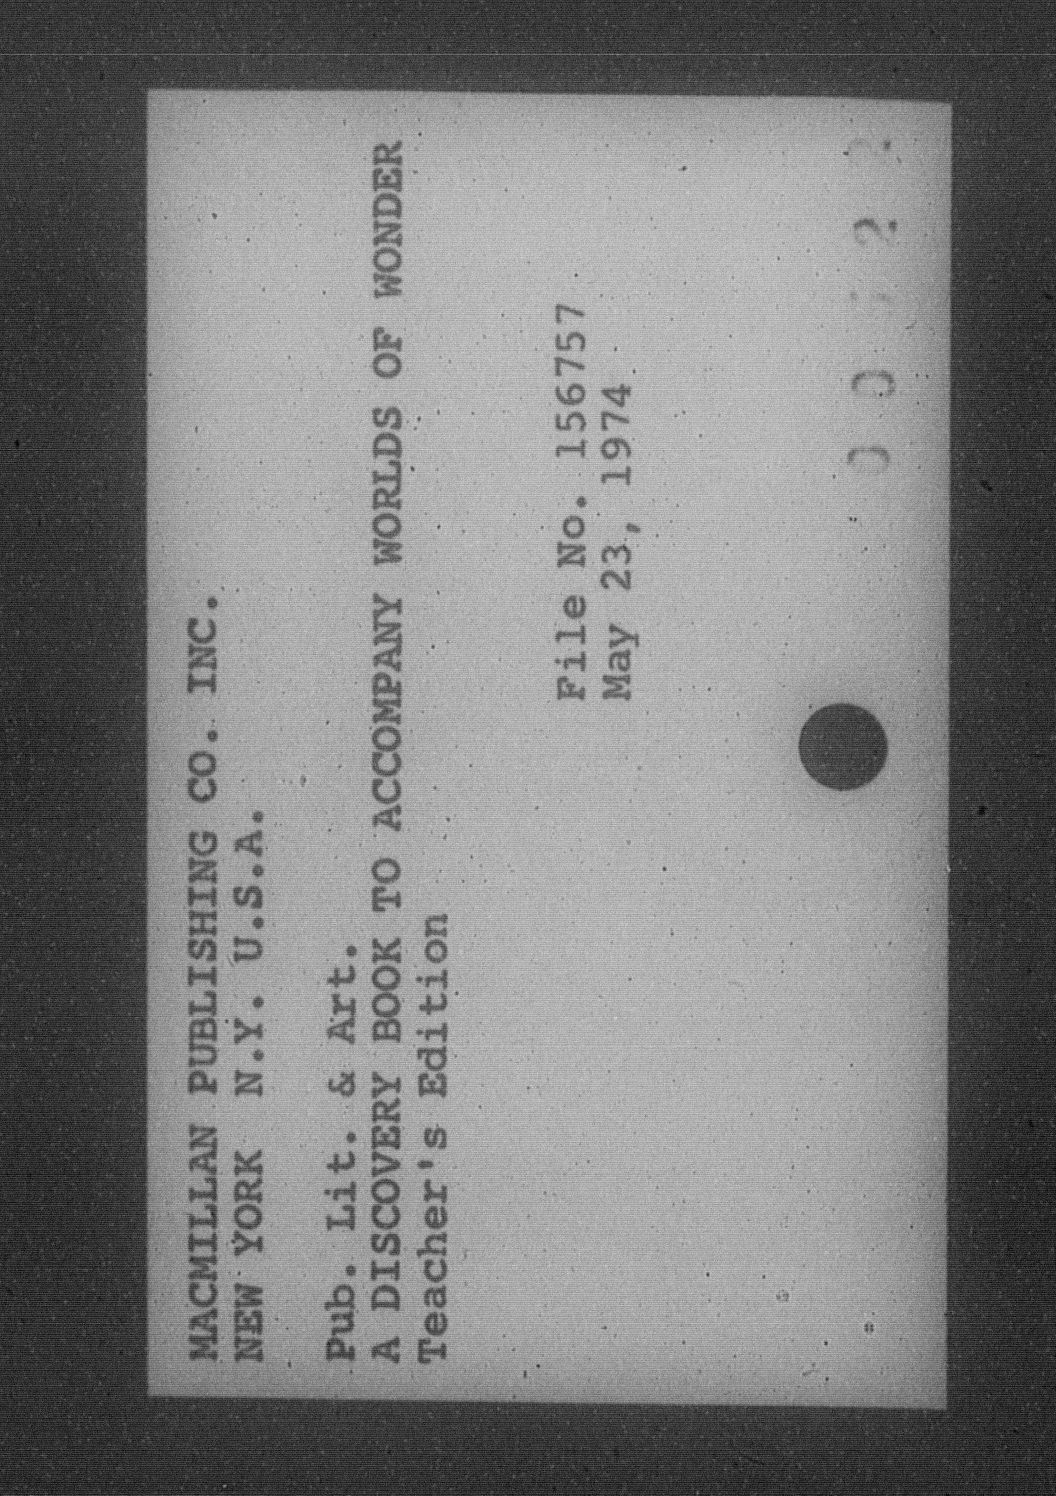 MACMILLAN PUBLISHING CO. INC.
NEW YORK N.Y. U.S.A.
Pub. Lit. & Art.
A DISCOVERY BOOK TO ACCOMPANY WORLDS OF WONDER
Teacher's Edition
File No. 156757
May 23, 1974